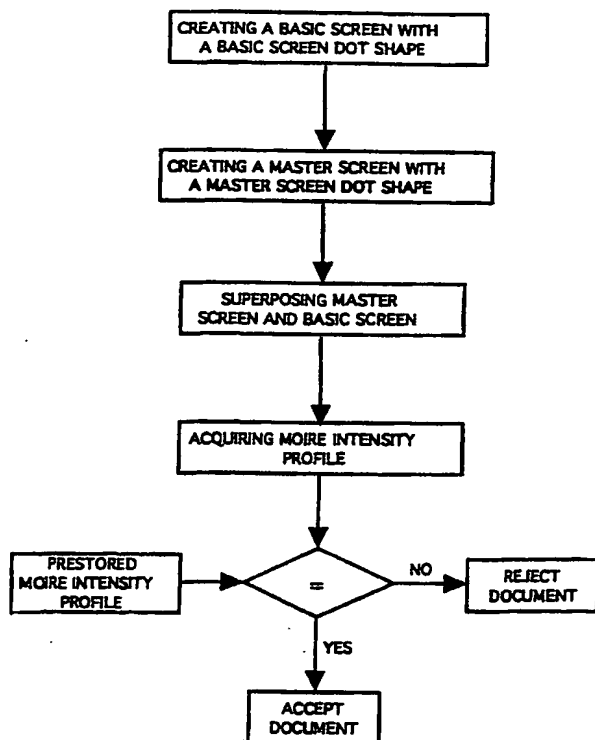 CREATING A BASIC SCREEN WITH
A BASIC SCREEN DOT SHAPE
CREATING A MASTER SCREEN WITH
A MASTER SCREEN DOT SHAPE
SUPERPOSING MASTER
SCREEN AND BASIC SCREEN
ACQUIRING MOIRE INTENSITY
PROFILE
PRESTORED
MOIRE INTENSITY
PROFILE
=
NO
REJECT
DOCUMENT
YES
ACCEPT
DOCUMENT